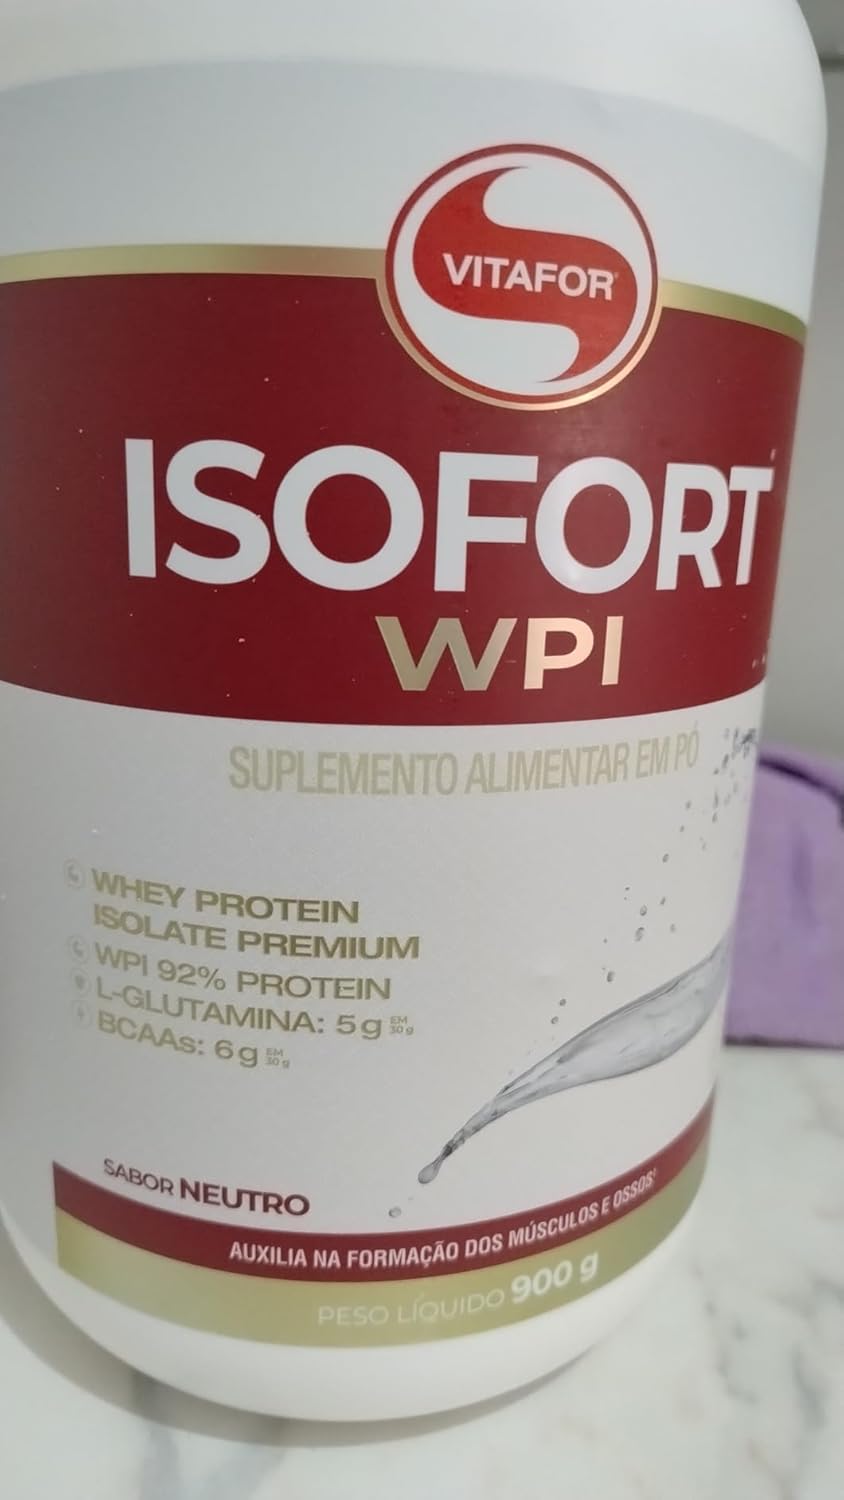 VITAFOR®
ISOFORT
WPI
SUPLEMENTO ALIMENTAR EM PÓ
WHEY PROTEIN
ISOLATE PREMIUM
WPI 92% PROTEIN
L-GLUTAMINA: 5g EM 30g
BCAAs: 6g EM 30g
SABOR NEUTRO
AUXILIA NA FORMAÇÃO DOS MÚSCULOS E OSSOS¹
PESO LÍQUIDO 900 g